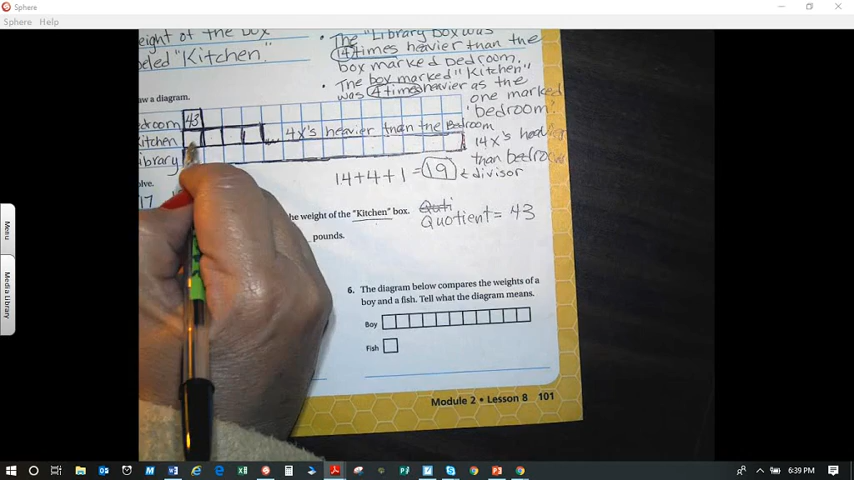 Sphere
Sphere Help
Menu
Media Library
eight of the box
beled "Kitchen."
• The "Library Box was
14 times heavier than the
box marked bedroom.
• The box marked "Kitchen"
was 4 times heavier as the
one marked
"bedroom".
aw a diagram.
droom 43
itchen 4x's heavier than the Bedroom
ibrary
14x's heavier
than bedroom
14+4+1 = 19 ← divisor
olve.
17
he weight of the "Kitchen" box.
Quti
Quotient = 43
pounds.
6. The diagram below compares the weights of a
boy and a fish. Tell what the diagram means.
Boy
Fish
Module 2 • Lesson 8 101
6:39 PM